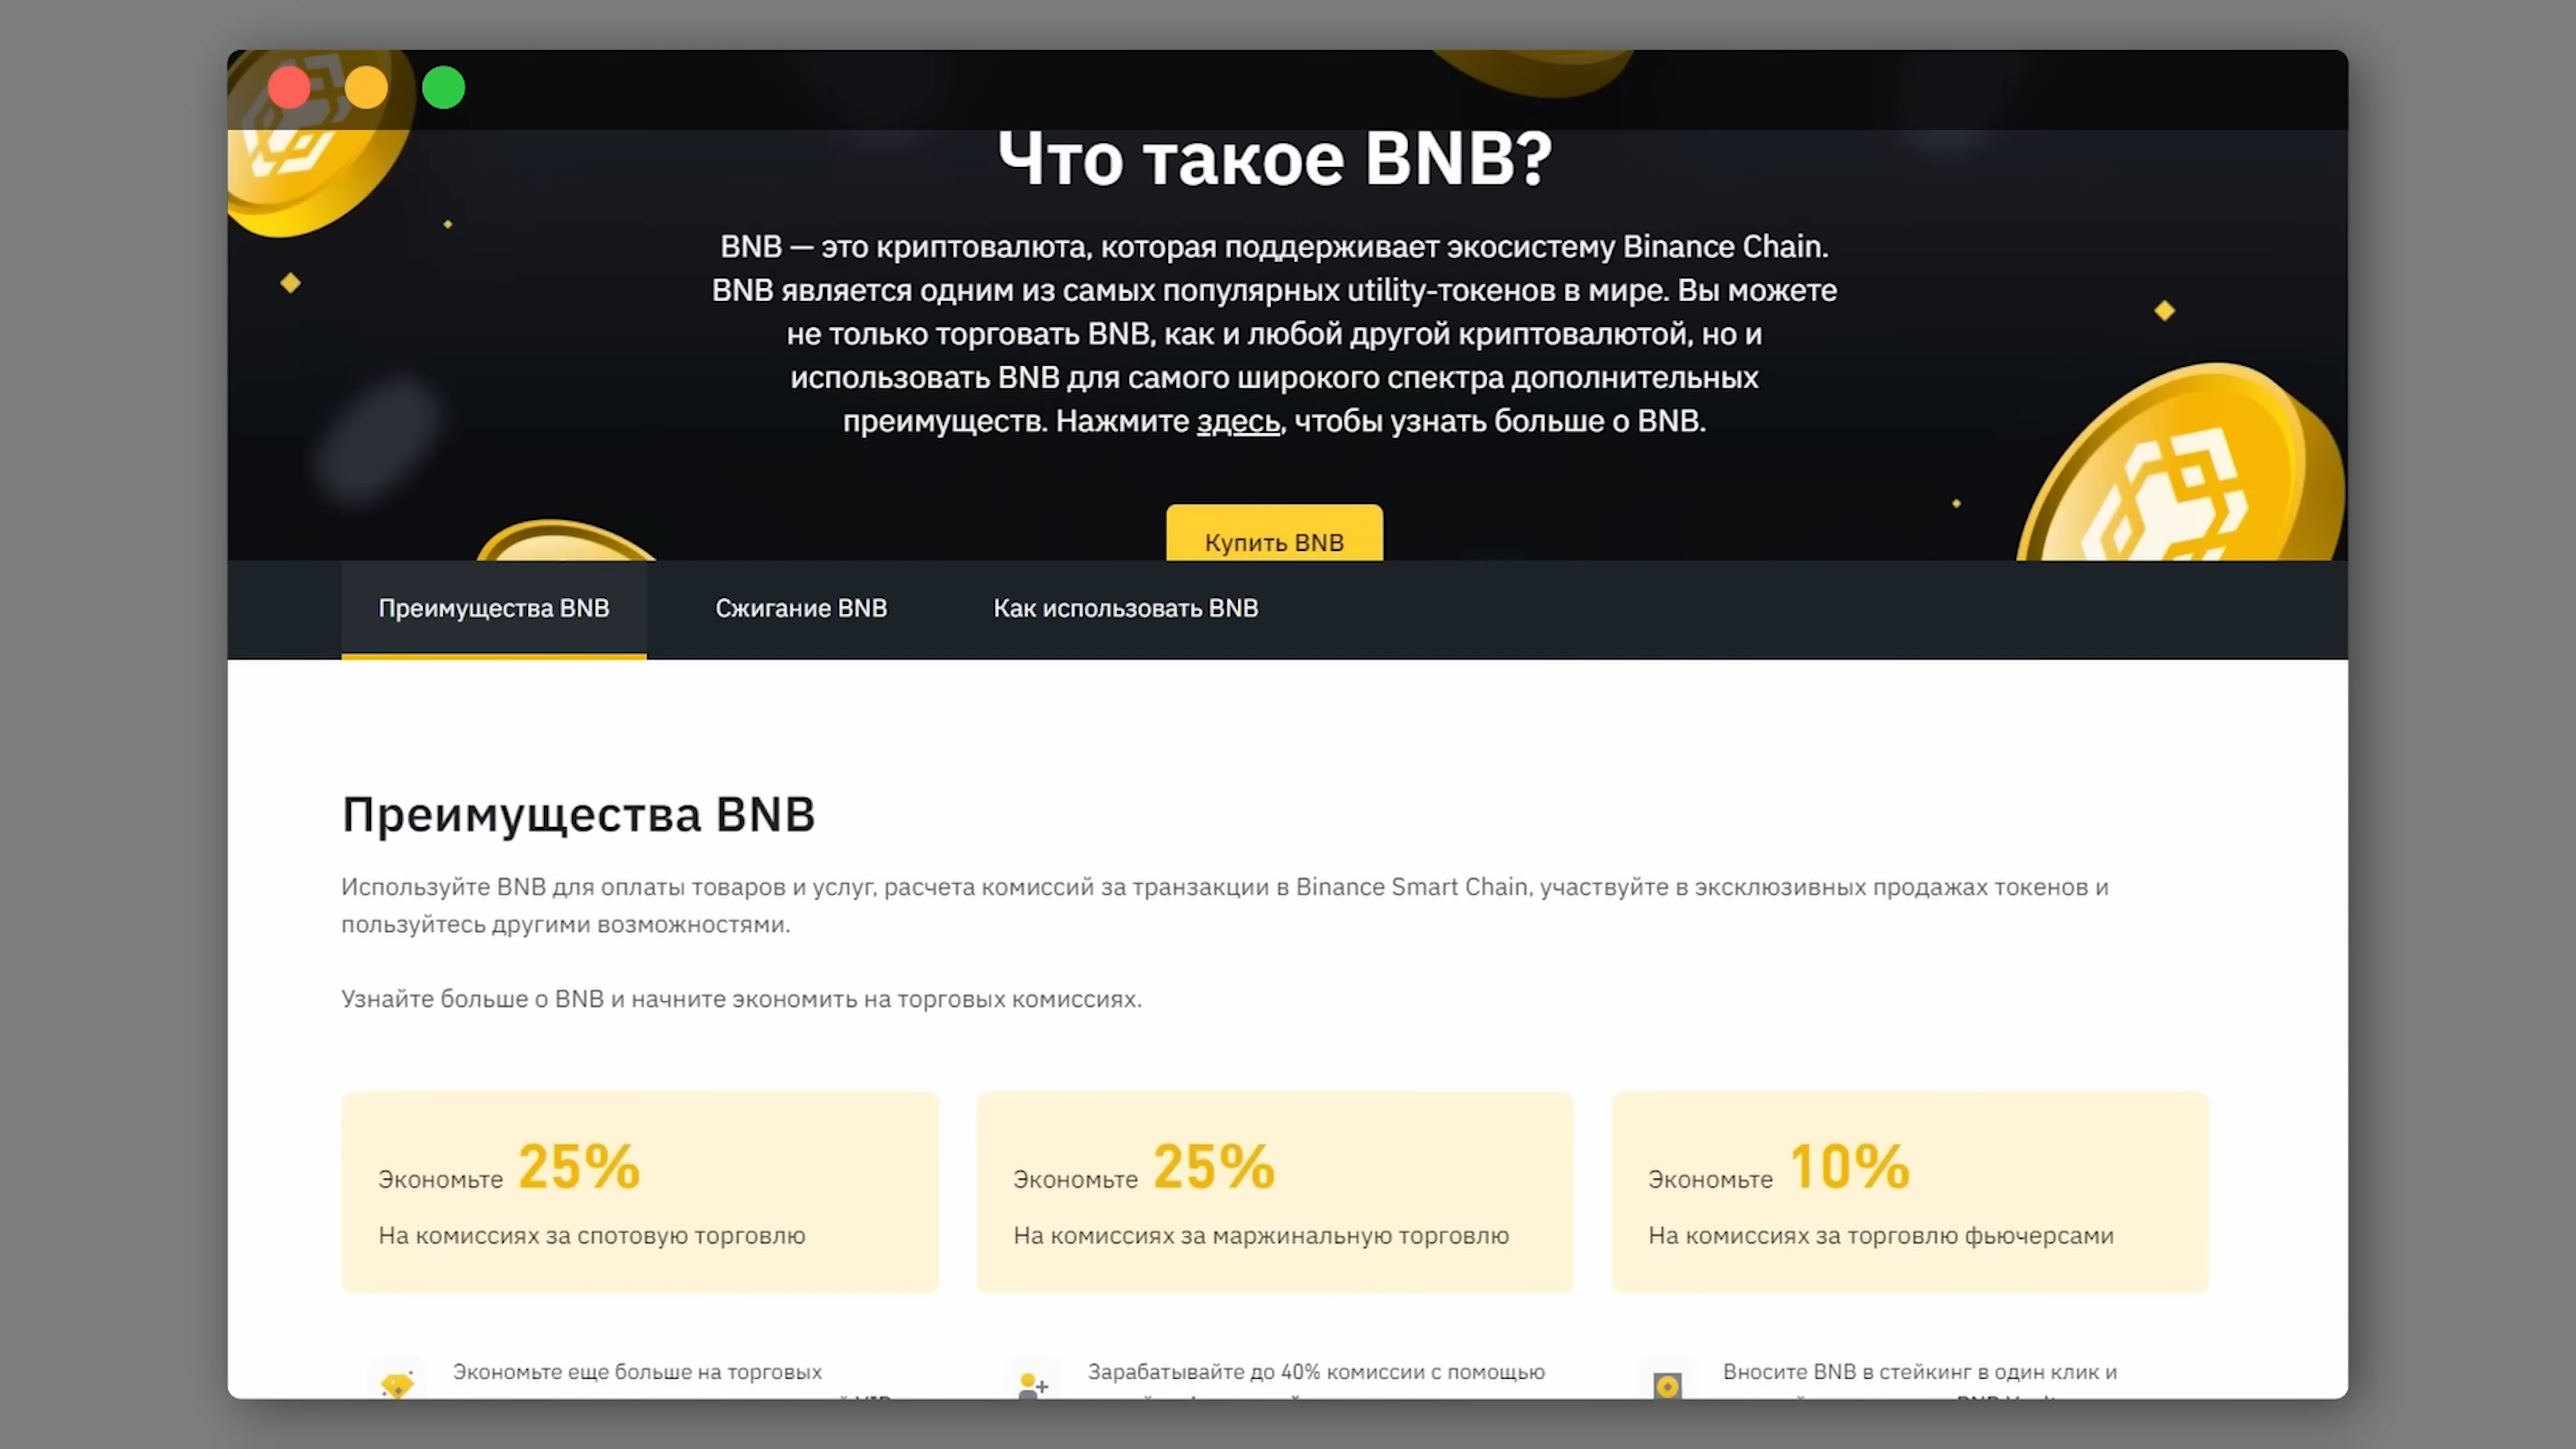 Что такое BNB?
BNB — это криптовалюта, которая поддерживает экосистему Binance Chain.
BNB является одним из самых популярных utility-токенов в мире. Вы можете
не только торговать BNB, как и любой другой криптовалютой, но и
использовать BNB для самого широкого спектра дополнительных
преимуществ. Нажмите здесь, чтобы узнать больше о BNB.
Купить BNB
Преимущества BNB
Сжигание BNB
Как использовать BNB
Преимущества BNB
Используйте BNB для оплаты товаров и услуг, расчета комиссий за транзакции в Binance Smart Chain, участвуйте в эксклюзивных продажах токенов и
пользуйтесь другими возможностями.
Узнайте больше о BNB и начните экономить на торговых комиссиях.
Экономьте 25%
На комиссиях за спотовую торговлю
Экономьте 25%
На комиссиях за маржинальную торговлю
Экономьте 10%
На комиссиях за торговлю фьючерсами
Экономьте еще больше на торговых
Зарабатывайте до 40% комиссии с помощью
Вносите BNB в стейкинг в один клик и